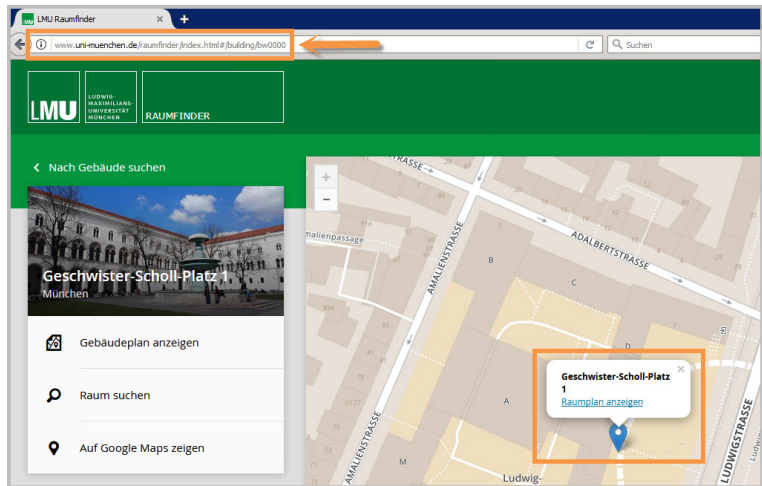 LMU Raumfinder
www.uni-muenchen.de/raumfinder/index.html#/building/bw0000
Suchen
LMU
LUDWIG-
MAXIMILIANS-
UNIVERSITÄT
MÜNCHEN
RAUMFINDER
Nach Gebäude suchen
Geschwister-Scholl-Platz 1
München
Gebäudeplan anzeigen
Raum suchen
Auf Google Maps zeigen
+
−
RASSE
malienpassage
AMALIENSTRASSE
ADALBERTSTRASSE
B
C
D
A
M
Geschwister-Scholl-Platz
1
Raumplan anzeigen
AMALIENSTRASSE
LUDWIGSTRASSE
Ludwig-